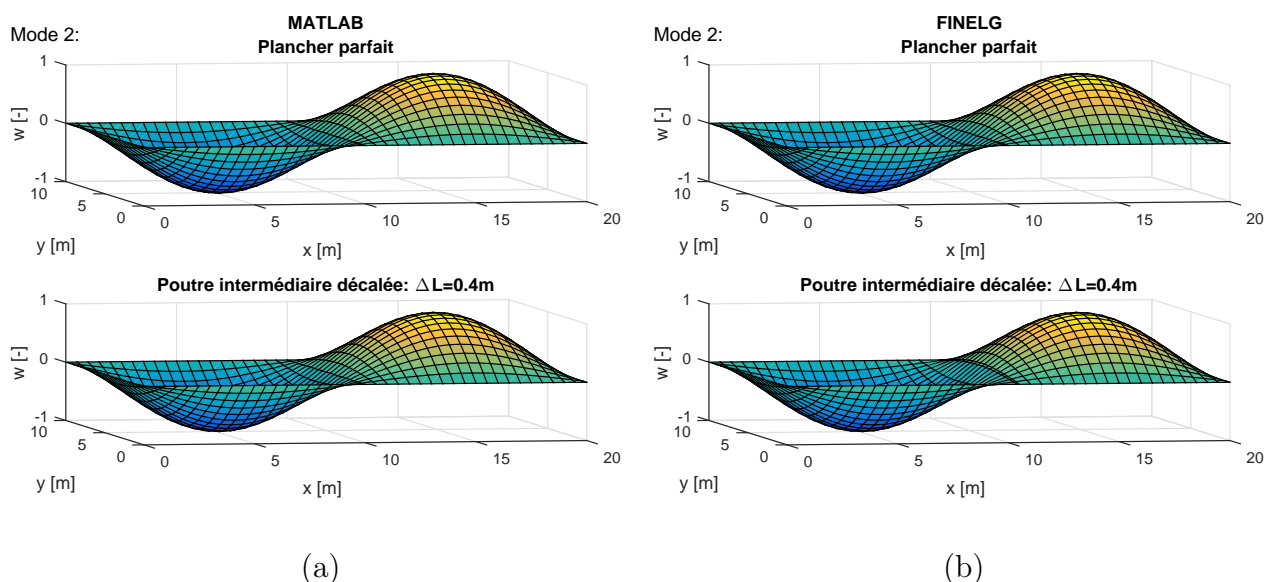 MATLAB
Mode 2:
Plancher parfait
1
0
-1
w [-]
10
5
0
y [m]
0
5
10
15
20
x [m]
Poutre intermédiaire décalée: ΔL=0.4m
1
0
-1
w [-]
10
5
0
y [m]
0
5
10
15
20
x [m]
(a)
FINELG
Mode 2:
Plancher parfait
1
0
-1
w [-]
10
5
0
y [m]
0
5
10
15
20
x [m]
Poutre intermédiaire décalée: ΔL=0.4m
1
0
-1
w [-]
10
5
0
y [m]
0
5
10
15
20
x [m]
(b)